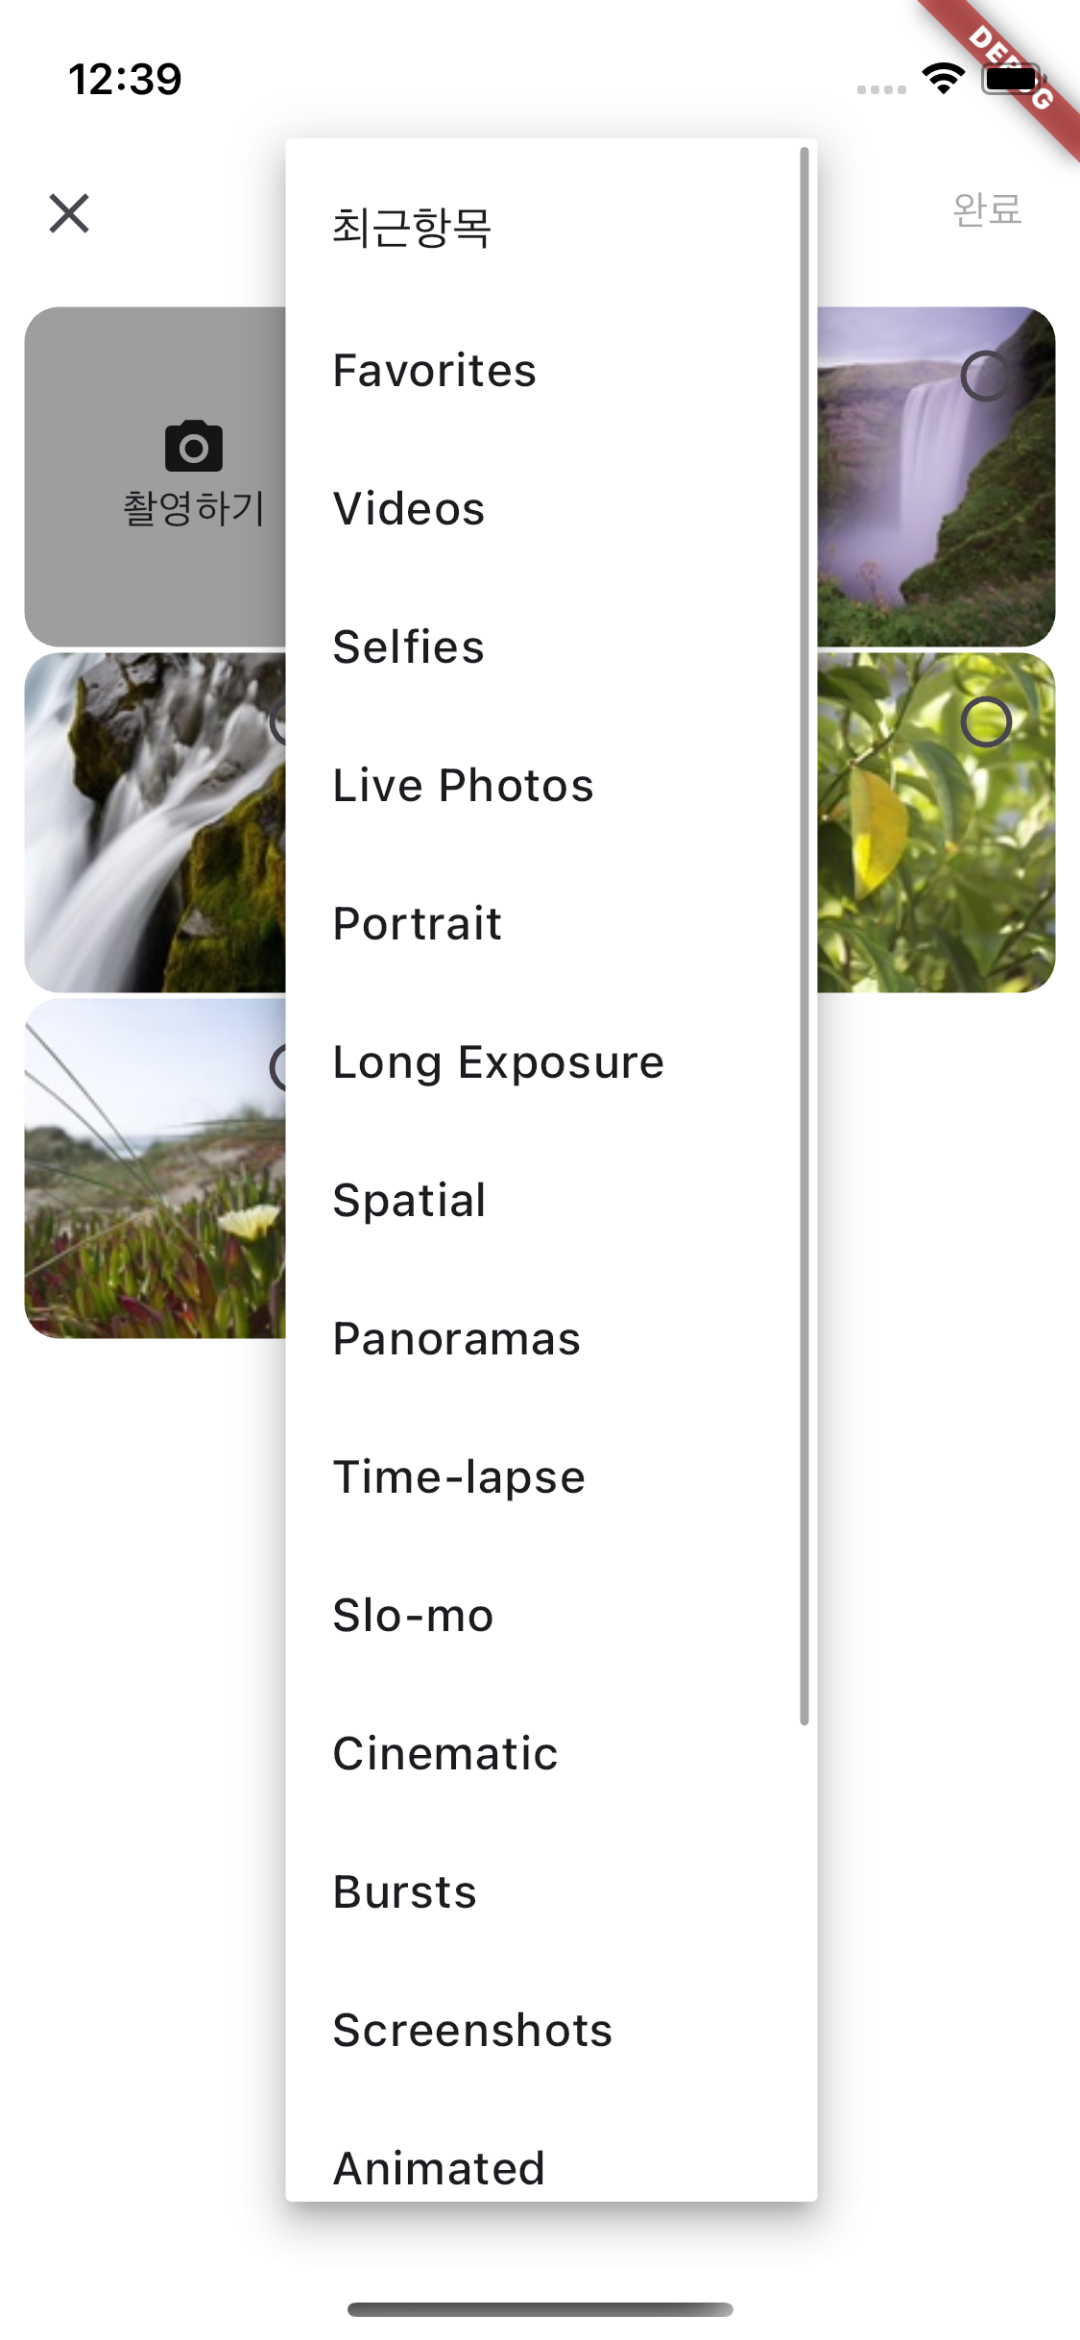 12:39
DEBUG
완료
촬영하기
최근항목
Favorites
Videos
Selfies
Live Photos
Portrait
Long Exposure
Spatial
Panoramas
Time-lapse
Slo-mo
Cinematic
Bursts
Screenshots
Animated